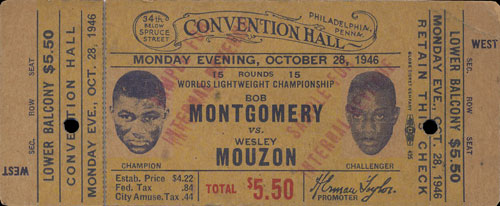 WEST
SEAT
ROW
SEC
LOWER BALCONY $5.50
CONVENTION HALL
MONDAY EVE., OCT. 28, 1946
34th
BELOW
SPRUCE
STREET
CONVENTION HALL
PHILADELPHIA,
PENNA.
MONDAY EVENING, OCTOBER 28, 1946
15 ROUNDS 15
WORLDS LIGHTWEIGHT CHAMPIONSHIP
BOB
MONTGOMERY
vs.
WESLEY
MOUZON
CHAMPION
CHALLENGER
Estab. Price $4.22
Fed. Tax .84
City Amuse. Tax .44
TOTAL $5.50
Herman Taylor
PROMOTER
RETAIN THIS CHECK
MONDAY EVE., OCT. 28, 1946
LOWER BALCONY $5.50
SEC
ROW
SEAT
WEST